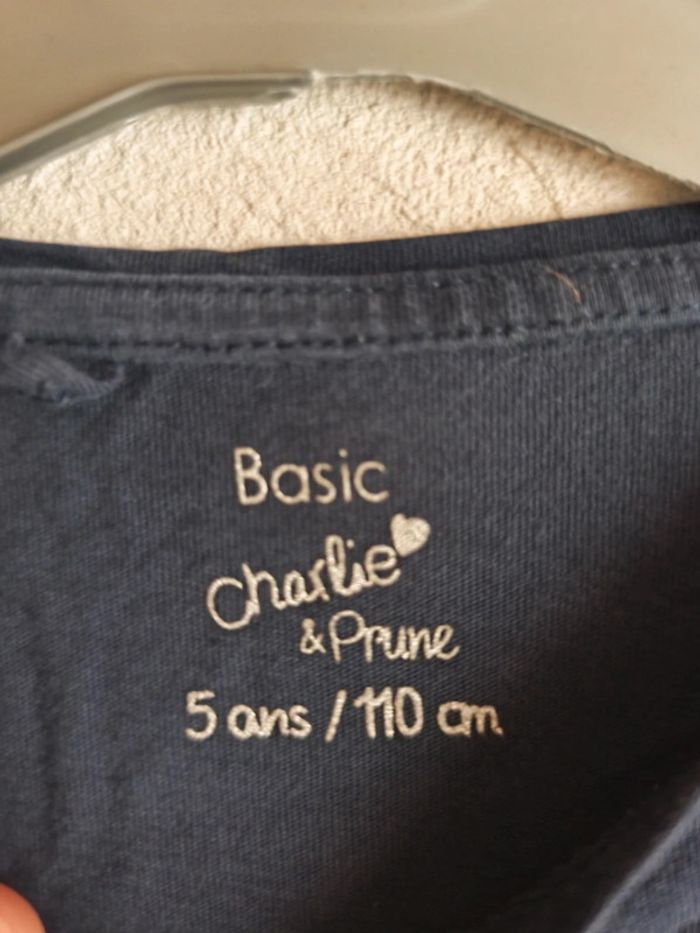 Basic
Charlie
& Prune
5 ans / 110 cm